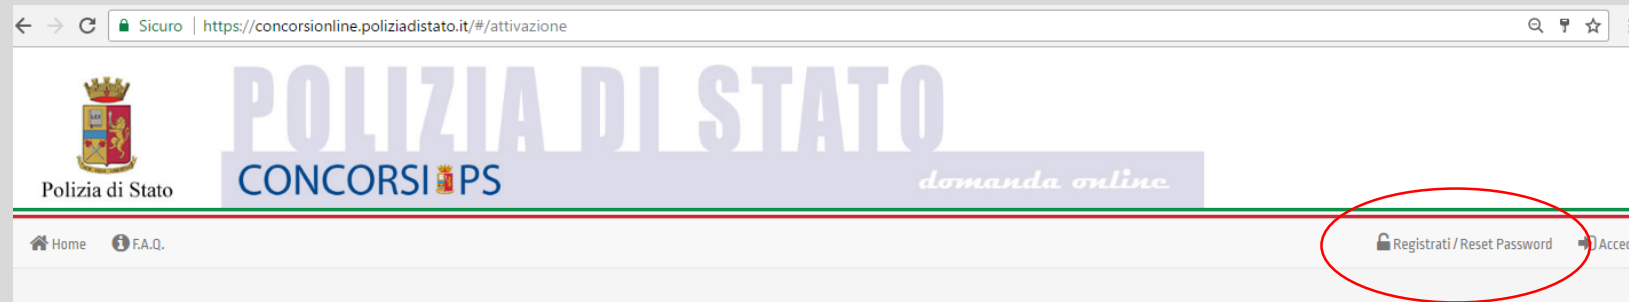 Sicuro | https://concorsionline.poliziadistato.it/#/attivazione
POLIZIA DI STATO
CONCORSI PS
domanda online
Polizia di Stato
Home F.A.Q. Registrati / Reset Password